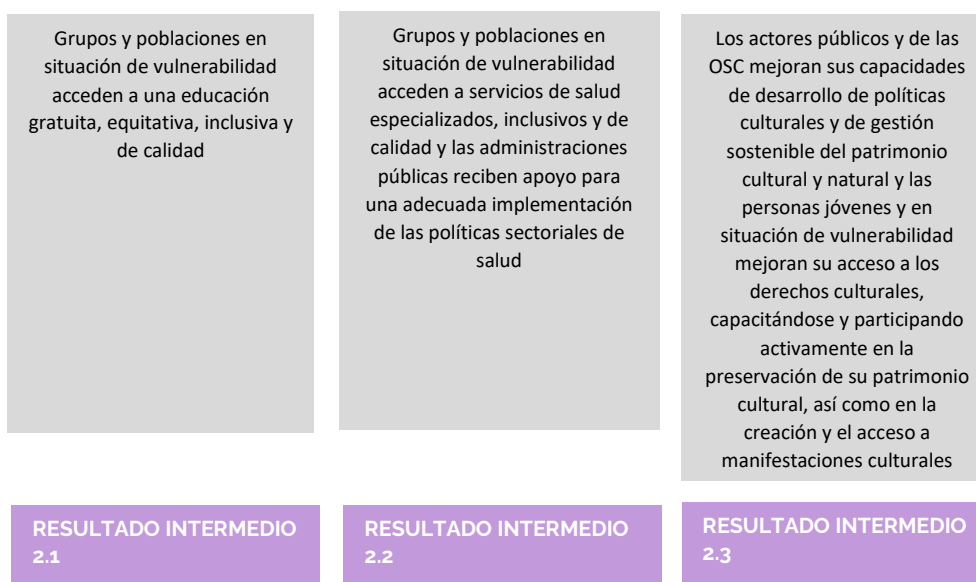 Grupos y poblaciones en
situación de vulnerabilidad
acceden a una educación
gratuita, equitativa, inclusiva y
de calidad
Grupos y poblaciones en
situación de vulnerabilidad
acceden a servicios de salud
especializados, inclusivos y de
calidad y las administraciones
públicas reciben apoyo para
una adecuada implementación
de las políticas sectoriales de
salud
Los actores públicos y de las
OSC mejoran sus capacidades
de desarrollo de políticas
culturales y de gestión
sostenible del patrimonio
cultural y natural y las
personas jóvenes y en
situación de vulnerabilidad
mejoran su acceso a los
derechos culturales,
capacitándose y participando
activamente en la
preservación de su patrimonio
cultural, así como en la
creación y el acceso a
manifestaciones culturales
RESULTADO INTERMEDIO
2.1
RESULTADO INTERMEDIO
2.2
RESULTADO INTERMEDIO
2.3